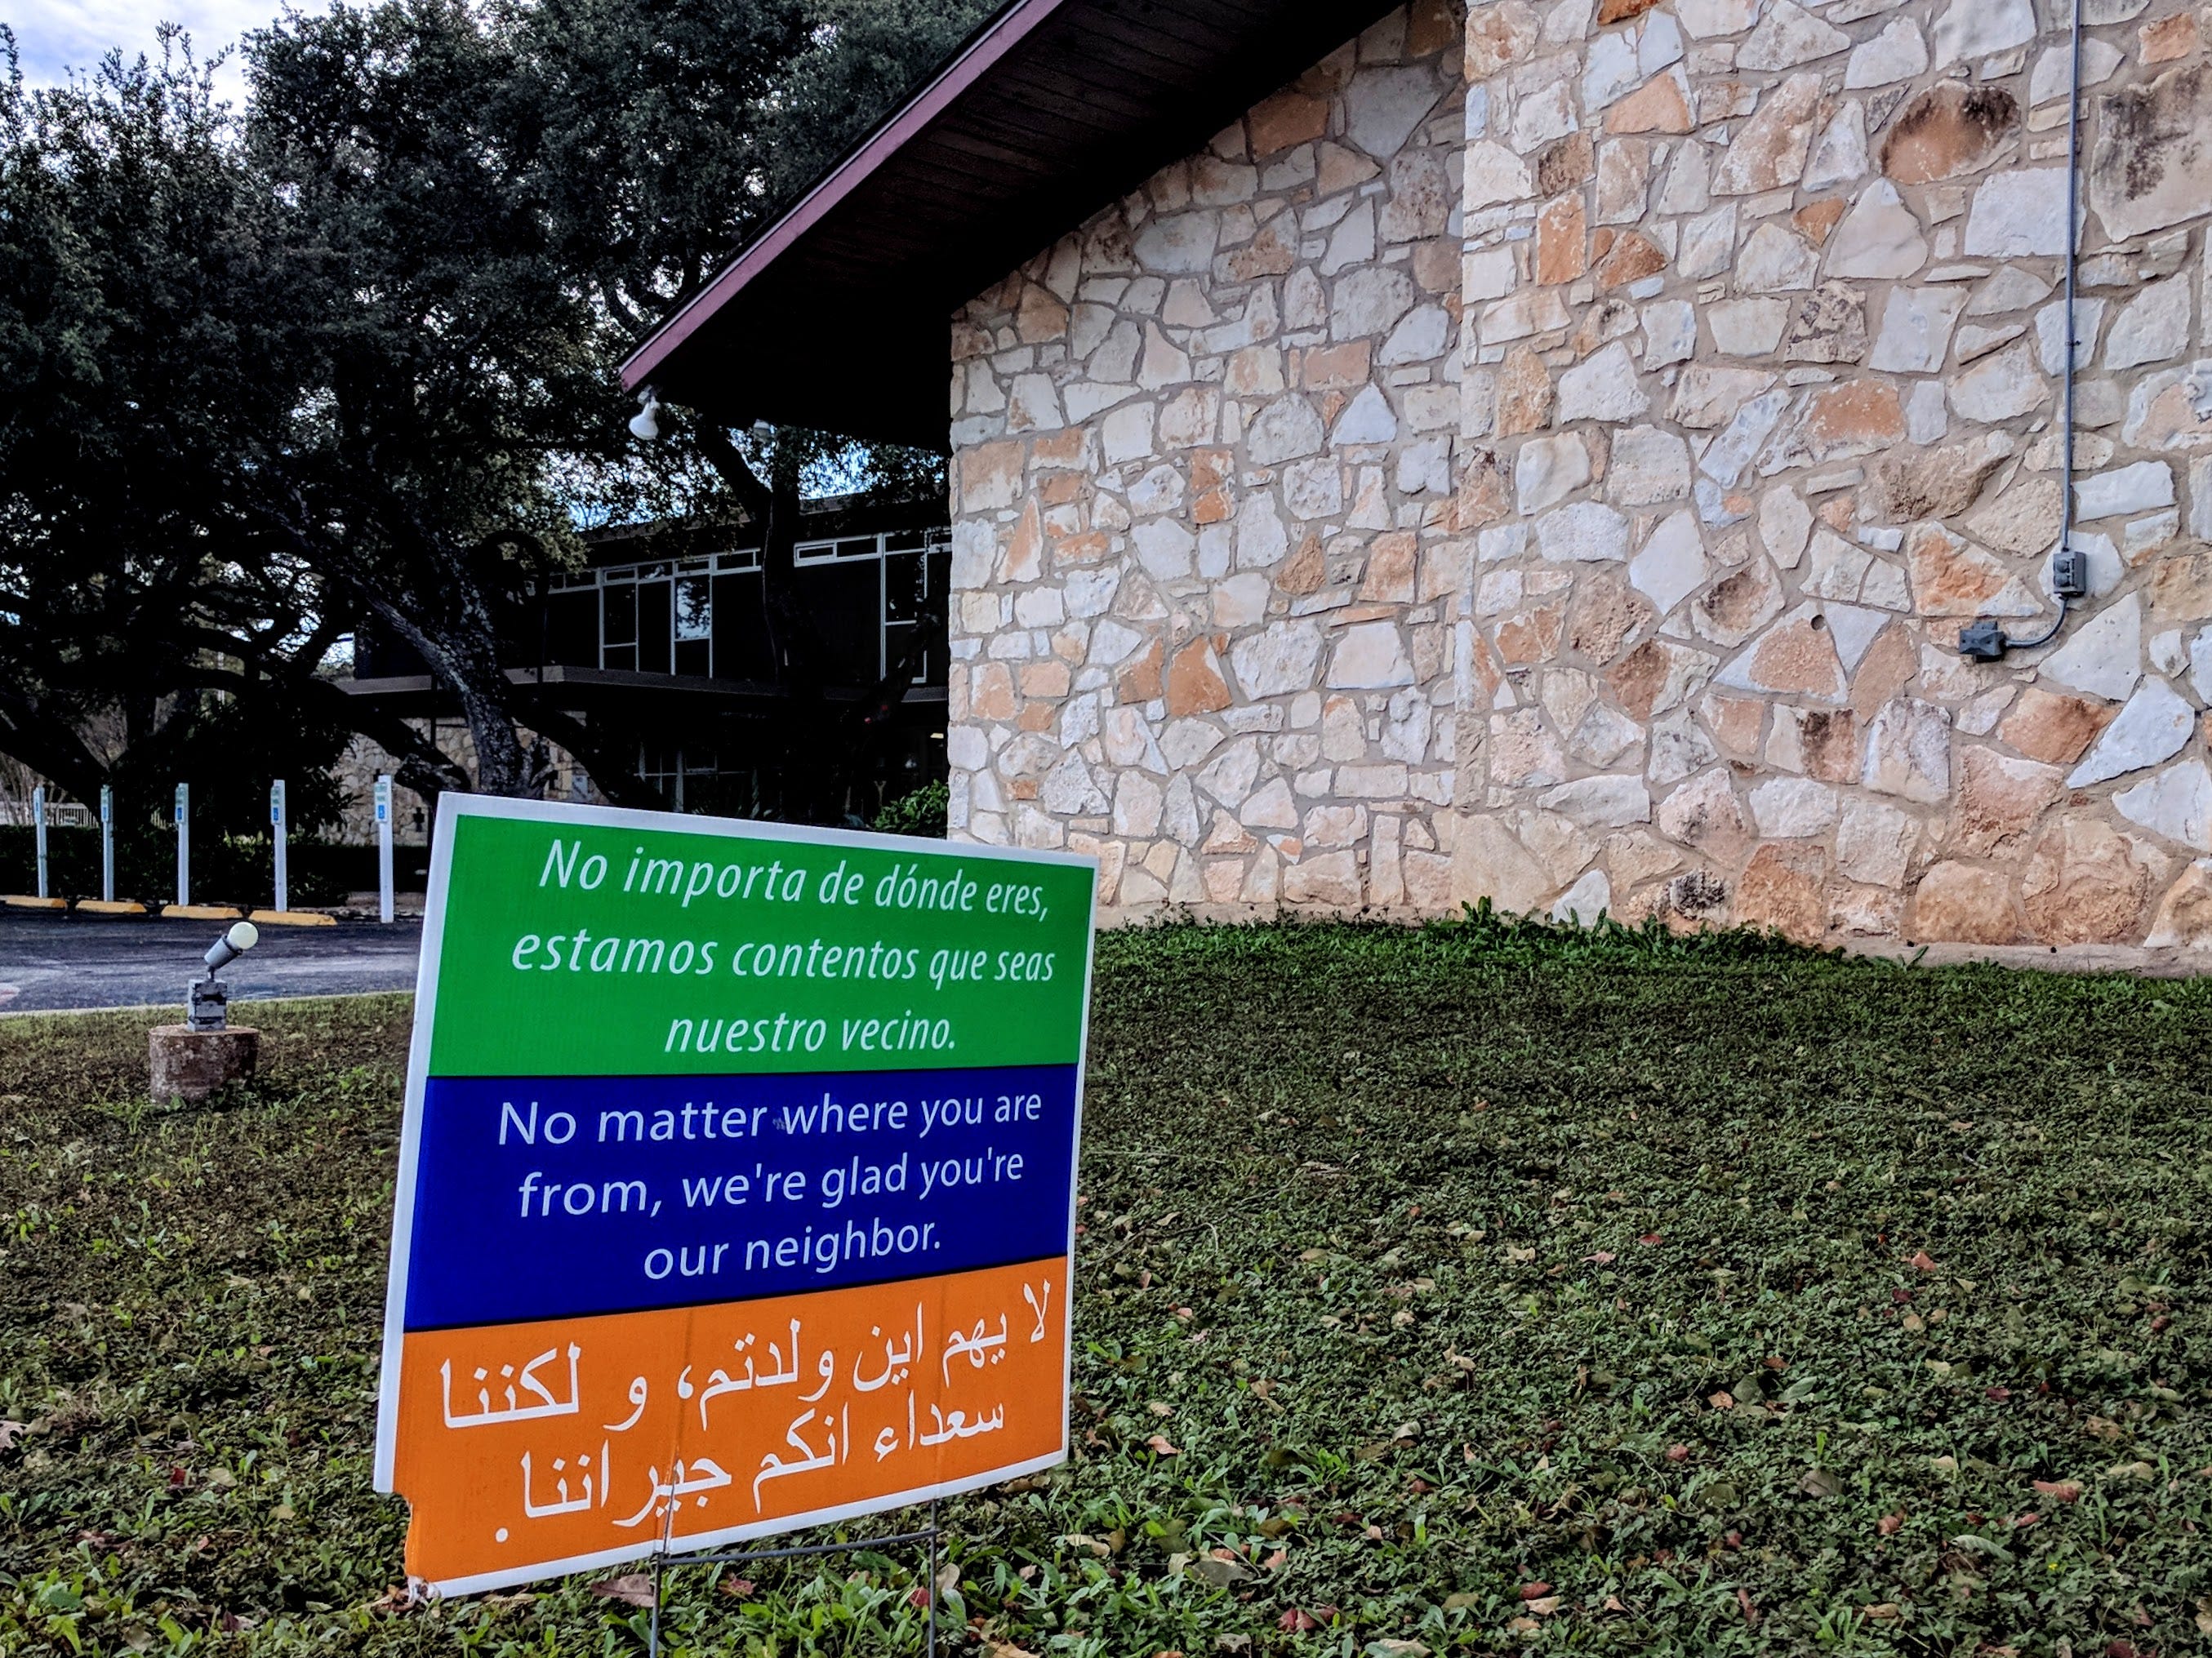 No importa de dónde eres,
estamos contentos que seas
nuestro vecino.
No matter where you are
from, we're glad you're
our neighbor.
لا يهم اين ولدتم، و لكننا
سعداء انكم جيراننا.